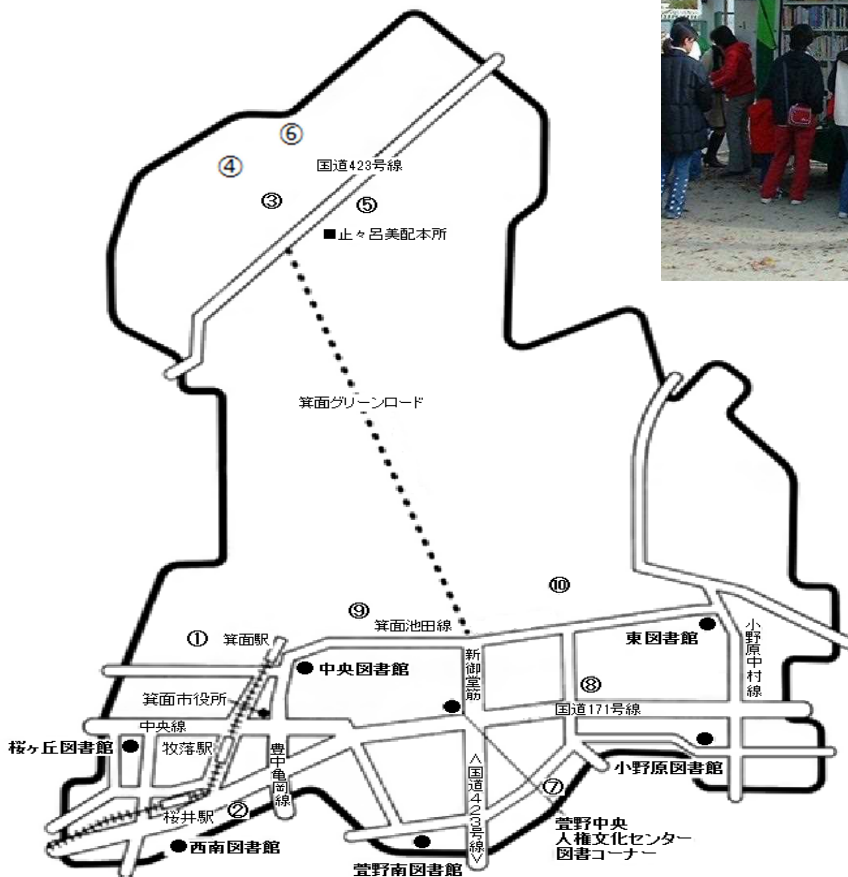 ⑥
④
国道423号線
③
⑤
■止々呂美配本所
箕面グリーンロード
⑩
⑨
①
箕面駅
箕面池田線
東図書館
小野原中村線
中央図書館
新御堂筋
⑧
箕面市役所
国道171号線
中央線
桜ヶ丘図書館
牧落駅
豊中亀岡線
小野原図書館
<国道423号線>
⑦
桜井駅
②
西南図書館
萱野南図書館
萱野中央
人権文化センター
図書コーナー